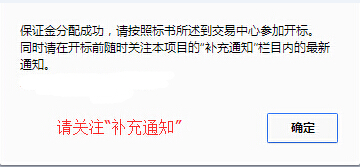 保证金分配成功，请按照标书所述到交易中心参加开标。
同时请在开标前随时关注本项目的“补充通知”栏目内的最新
通知。
请关注“补充通知”
确定